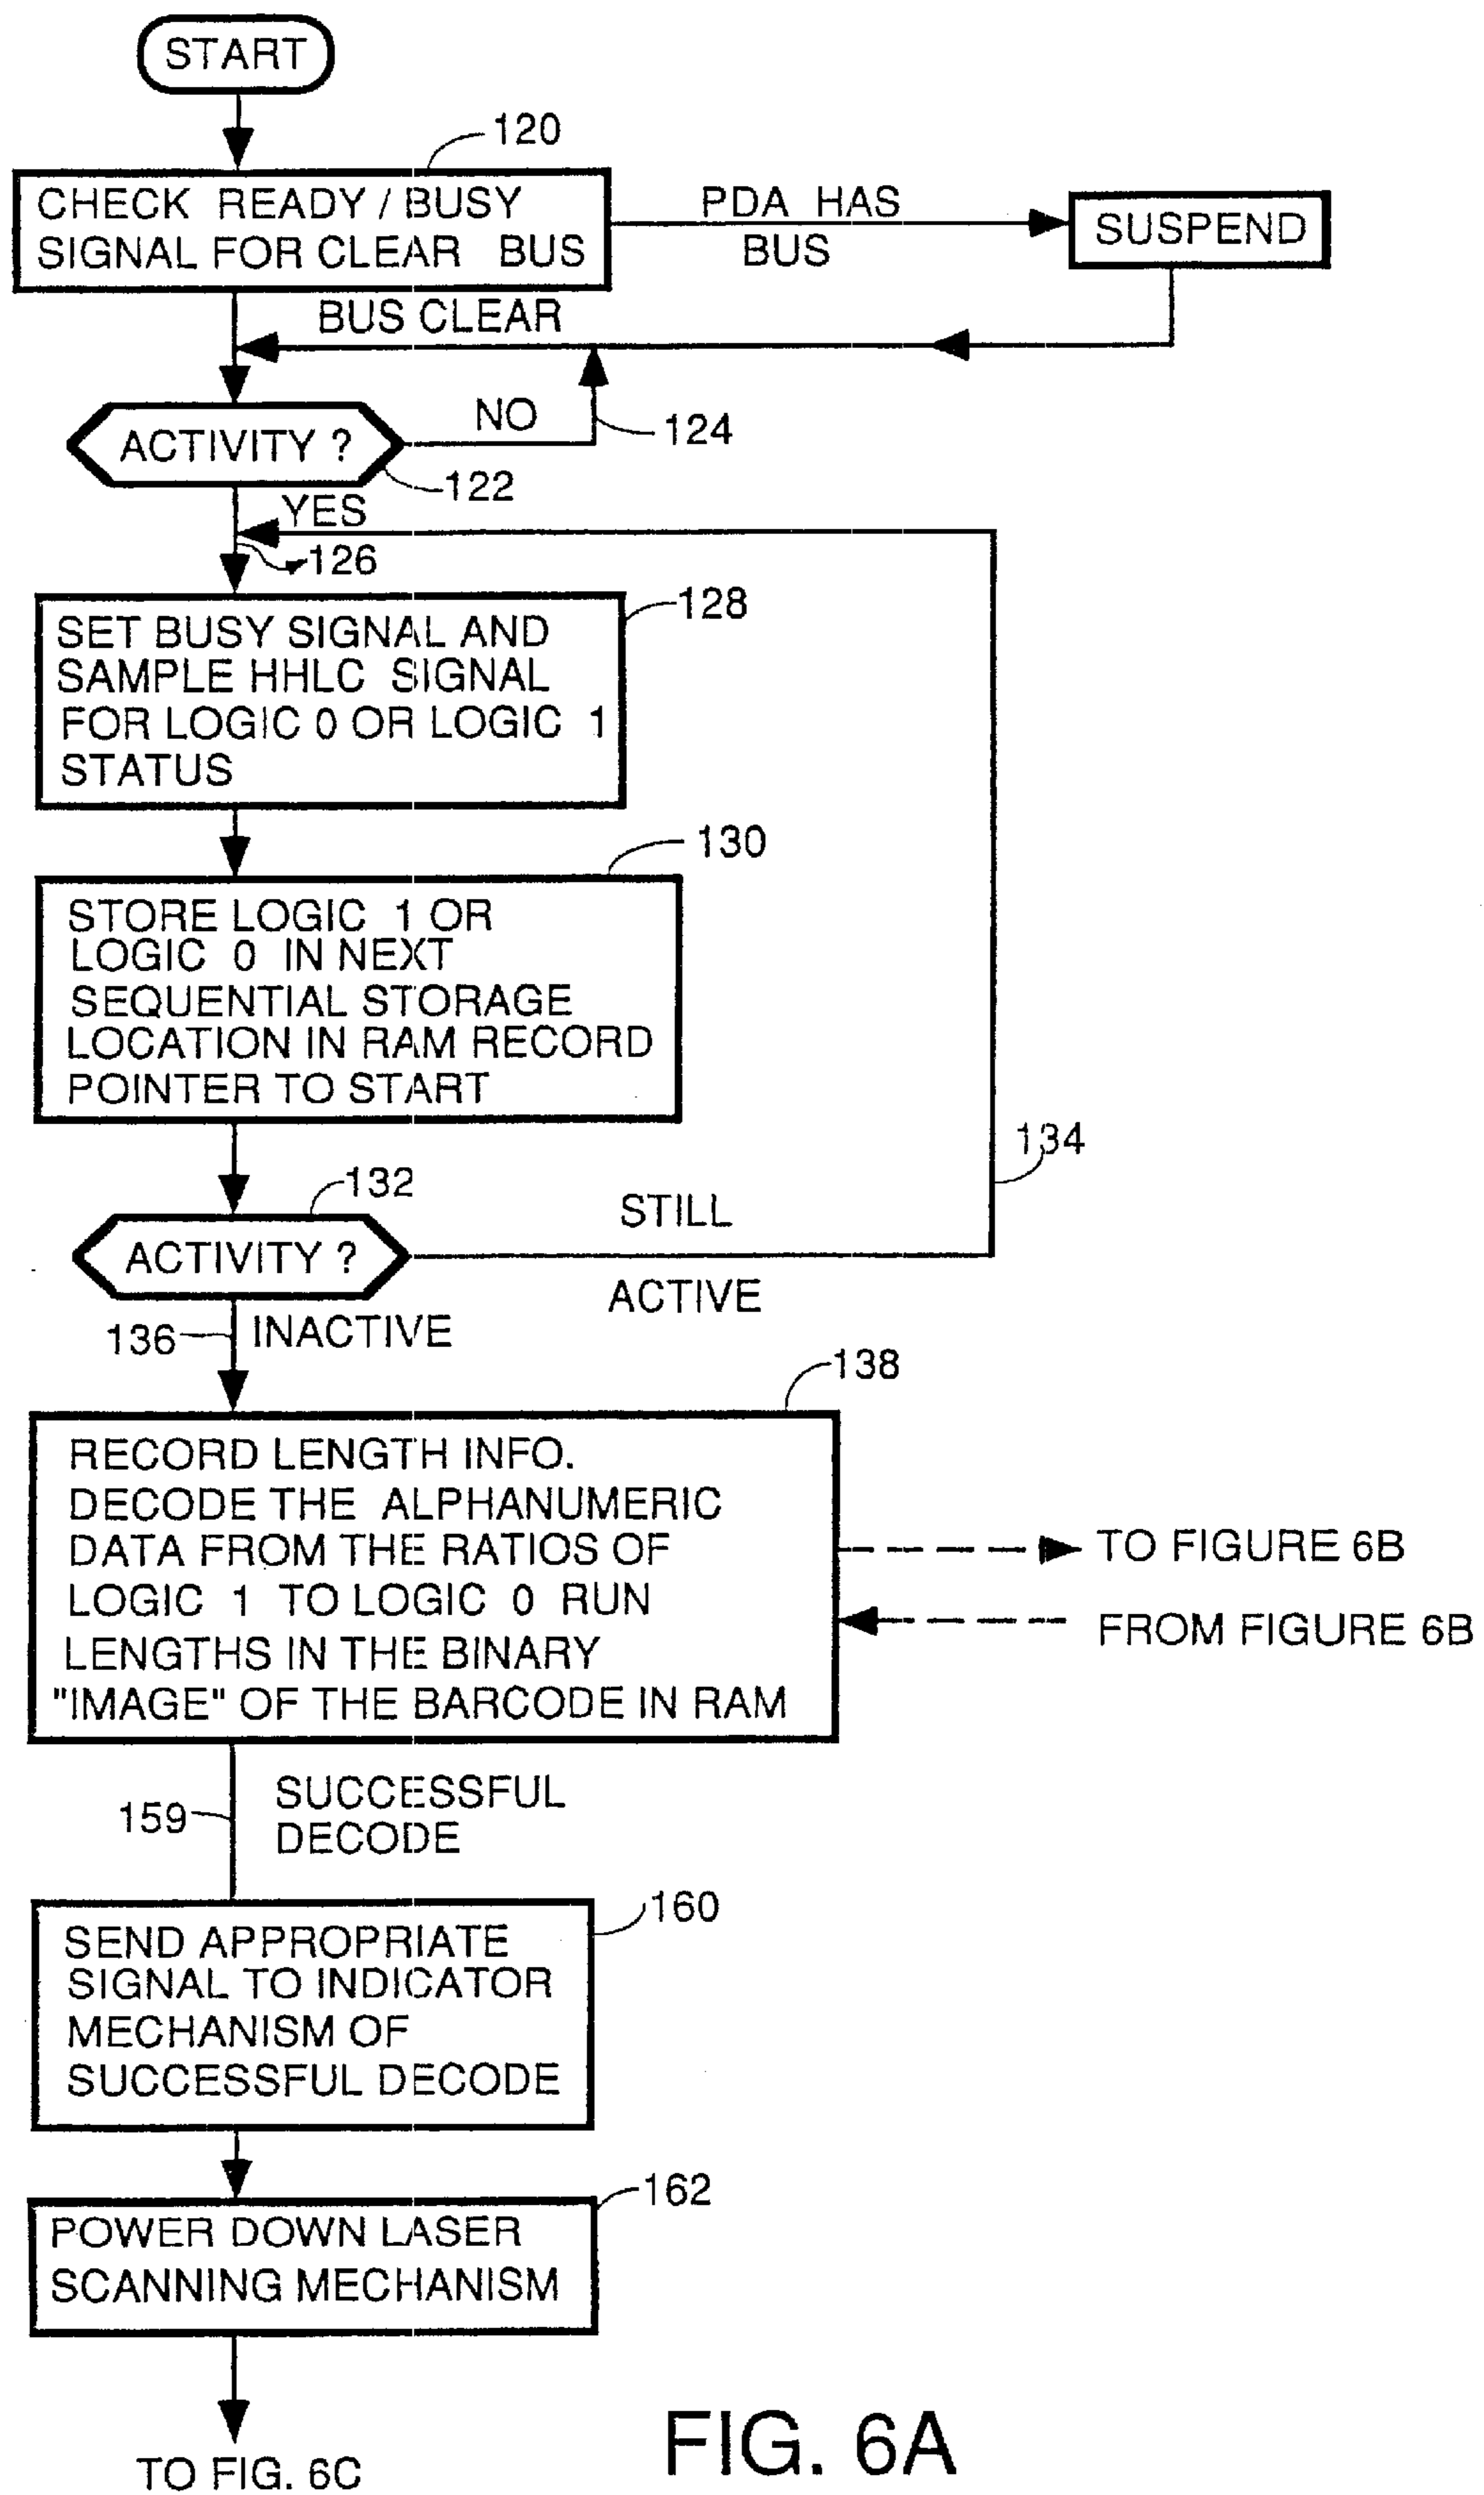 START
120
CHECK READY / BUSY
SIGNAL FOR CLEAR BUS
PDA HAS
BUS
SUSPEND
BUS CLEAR
ACTIVITY ?
NO
124
122
YES
126
128
SET BUSY SIGNAL AND
SAMPLE HHLC SIGNAL
FOR LOGIC 0 OR LOGIC 1
STATUS
130
STORE LOGIC 1 OR
LOGIC 0 IN NEXT
SEQUENTIAL STORAGE
LOCATION IN RAM RECORD
POINTER TO START
134
132
ACTIVITY ?
STILL
ACTIVE
136
INACTIVE
138
RECORD LENGTH INFO.
DECODE THE ALPHANUMERIC
DATA FROM THE RATIOS OF
LOGIC 1 TO LOGIC 0 RUN
LENGTHS IN THE BINARY
"IMAGE" OF THE BARCODE IN RAM
TO FIGURE 6B
FROM FIGURE 6B
159
SUCCESSFUL
DECODE
160
SEND APPROPRIATE
SIGNAL TO INDICATOR
MECHANISM OF
SUCCESSFUL DECODE
162
POWER DOWN LASER
SCANNING MECHANISM
TO FIG. 6C
FIG. 6A